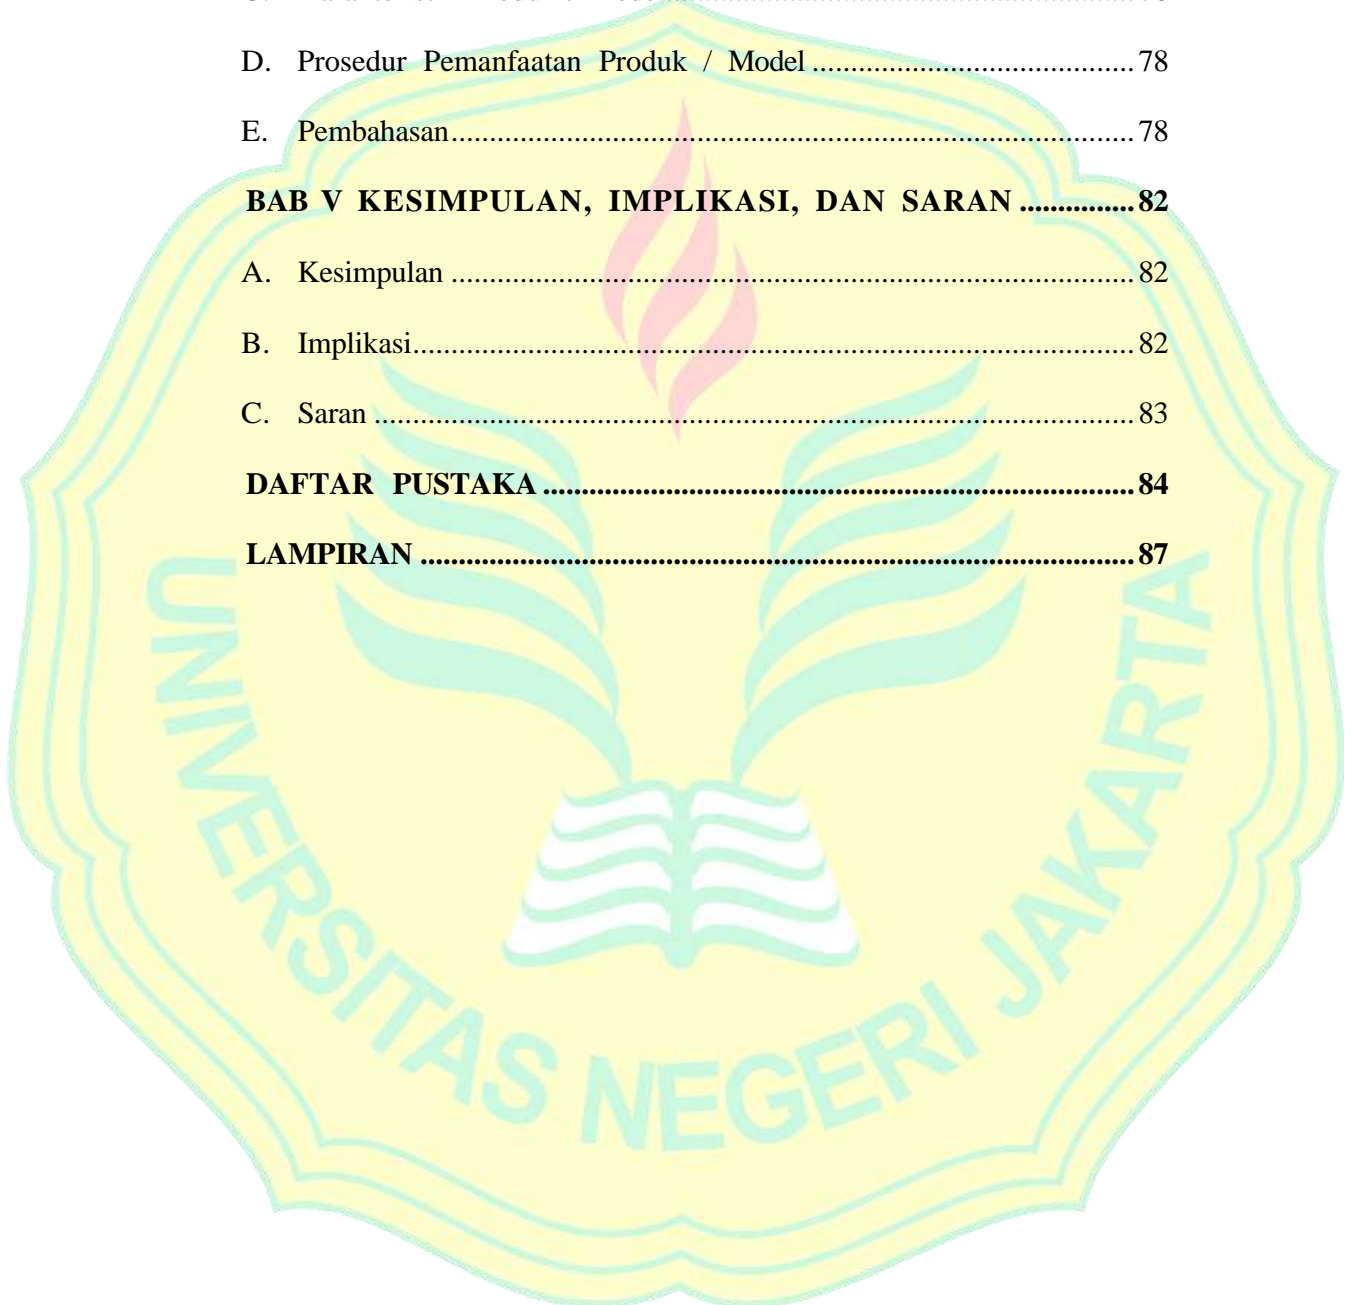 D. Prosedur Pemanfaatan Produk / Model ........................................ 78
E. Pembahasan ........................................................................................ 78
BAB V KESIMPULAN, IMPLIKASI, DAN SARAN ............... 82
A. Kesimpulan ........................................................................................ 82
B. Implikasi ............................................................................................ 82
C. Saran .................................................................................................. 83
DAFTAR PUSTAKA ............................................................................. 84
LAMPIRAN ............................................................................................ 87
UNIVERSITAS NEGERI JAKARTA